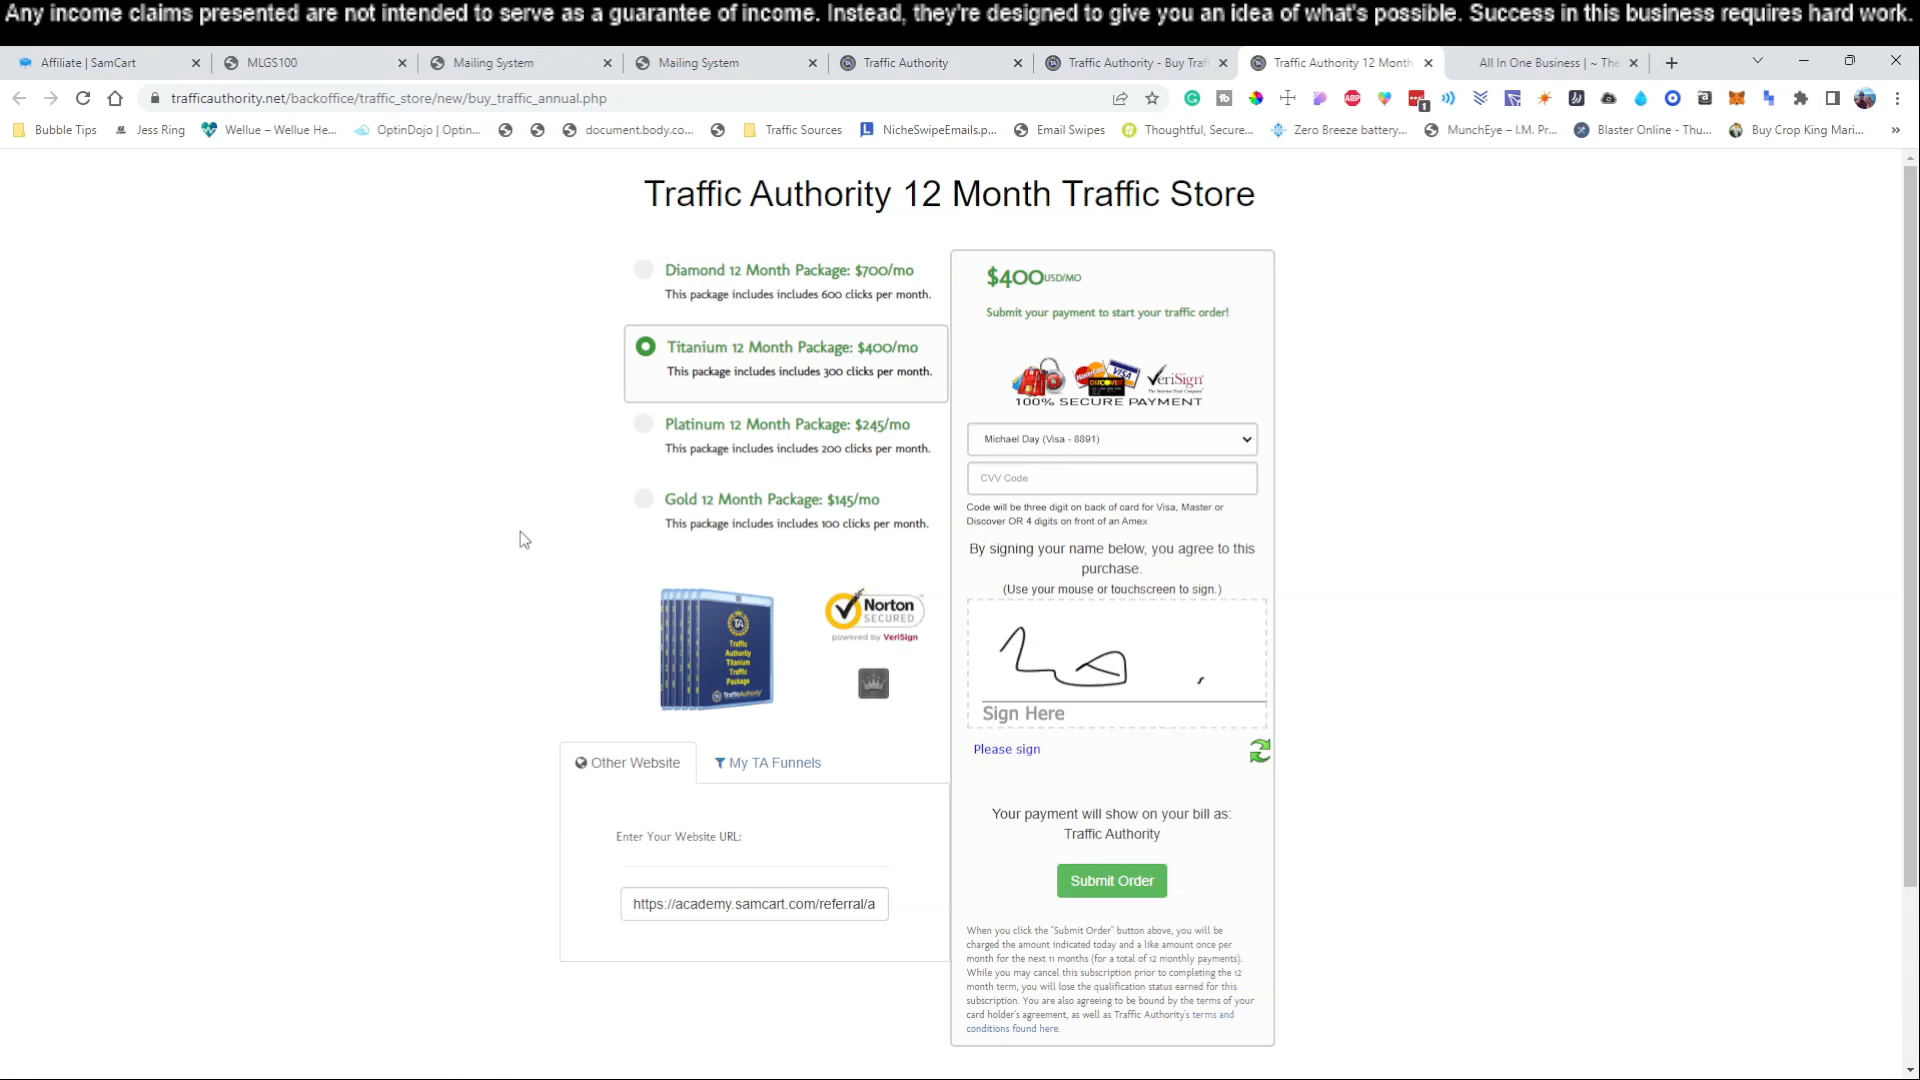 Any income claims presented are not intended to serve as a guarantee of income. Instead, they're designed to give you an idea of what's possible. Success in this business requires hard work.
Affiliate | SamCart
MLGS100
Mailing System
Mailing System
Traffic Authority
Traffic Authority - Buy Traf
Traffic Authority 12 Month
All In One Business | ~ The
trafficauthority.net/backoffice/traffic_store/new/buy_traffic_annual.php
ABP
1
Bubble Tips
Jess Ring
Wellue – Wellue He...
OptinDojo | Optin...
document.body.co...
Traffic Sources
NicheSwipeEmails.p...
Email Swipes
Thoughtful, Secure...
Zero Breeze battery...
MunchEye – I.M. Pr...
Blaster Online - Thu...
Buy Crop King Mari...
Traffic Authority 12 Month Traffic Store
Diamond 12 Month Package: $700/mo
This package includes includes 600 clicks per month.
Titanium 12 Month Package: $400/mo
This package includes includes 300 clicks per month.
Platinum 12 Month Package: $245/mo
This package includes includes 200 clicks per month.
Gold 12 Month Package: $145/mo
This package includes includes 100 clicks per month.
TA
Traffic
Authority
Titanium
Traffic
Package
TrafficAuthority
Norton
SECURED
powered by VeriSign
Other Website
My TA Funnels
Enter Your Website URL:
https://academy.samcart.com/referral/a
$400 USD/MO
Submit your payment to start your traffic order!
MasterCard
VISA
DISCOVER
VeriSign
100% SECURE PAYMENT
Michael Day (Visa - 8891)
CVV Code
Code will be three digit on back of card for Visa, Master or
Discover OR 4 digits on front of an Amex
By signing your name below, you agree to this
purchase.
(Use your mouse or touchscreen to sign.)
Sign Here
Please sign
Your payment will show on your bill as:
Traffic Authority
Submit Order
When you click the "Submit Order" button above, you will be
charged the amount indicated today and a like amount once per
month for the next 11 months (for a total of 12 monthly payments).
While you may cancel this subscription prior to completing the 12
month term, you will lose the qualification status earned for this
subscription. You are also agreeing to be bound by the terms of your
card holder's agreement, as well as Traffic Authority's terms and
conditions found here.